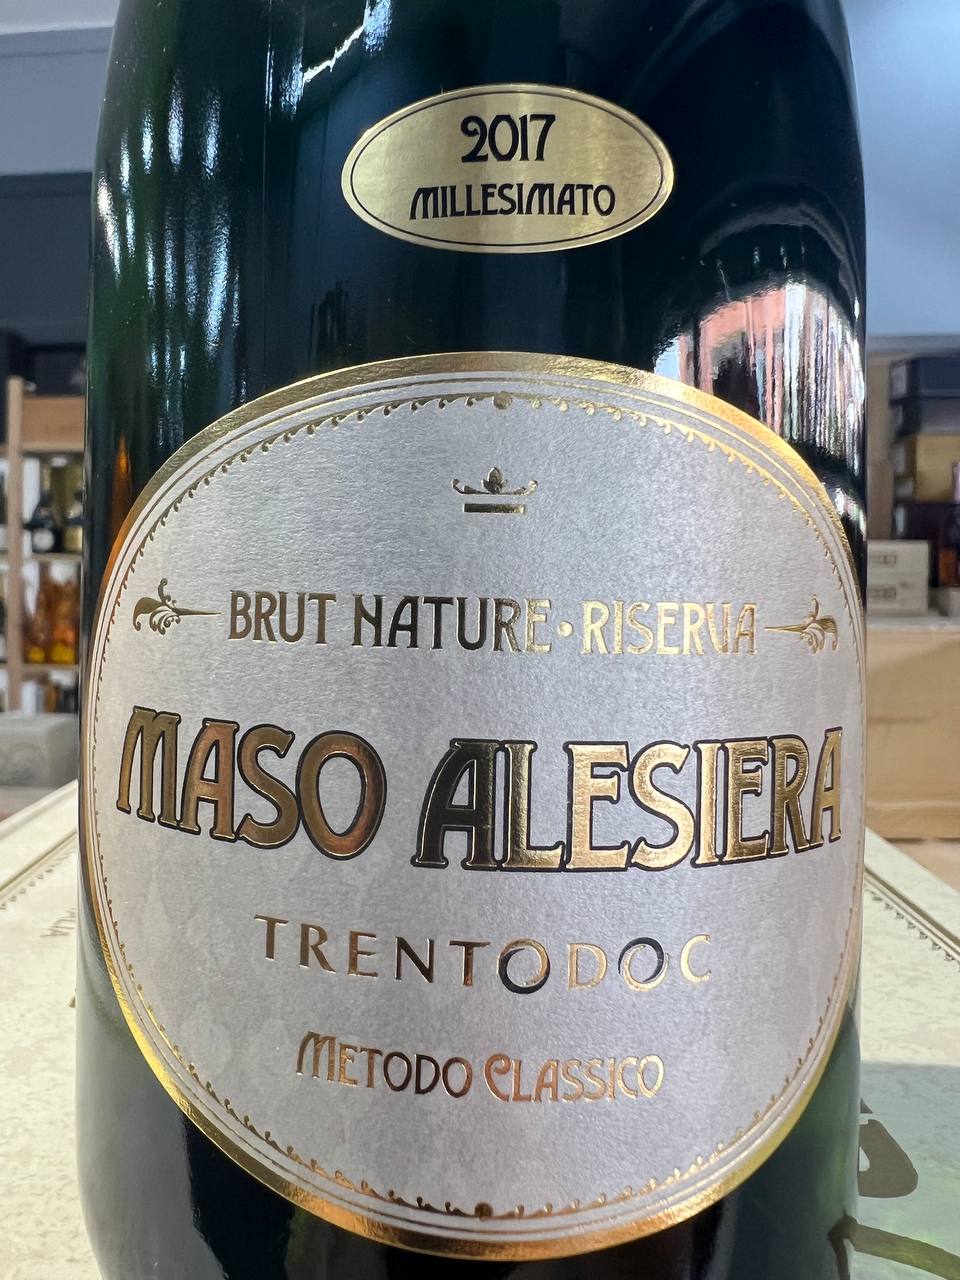 2017
MILLESIMATO
BRUT NATURE · RISERVA
MASO ALESIERA
TRENTODOC
METODO CLASSICO